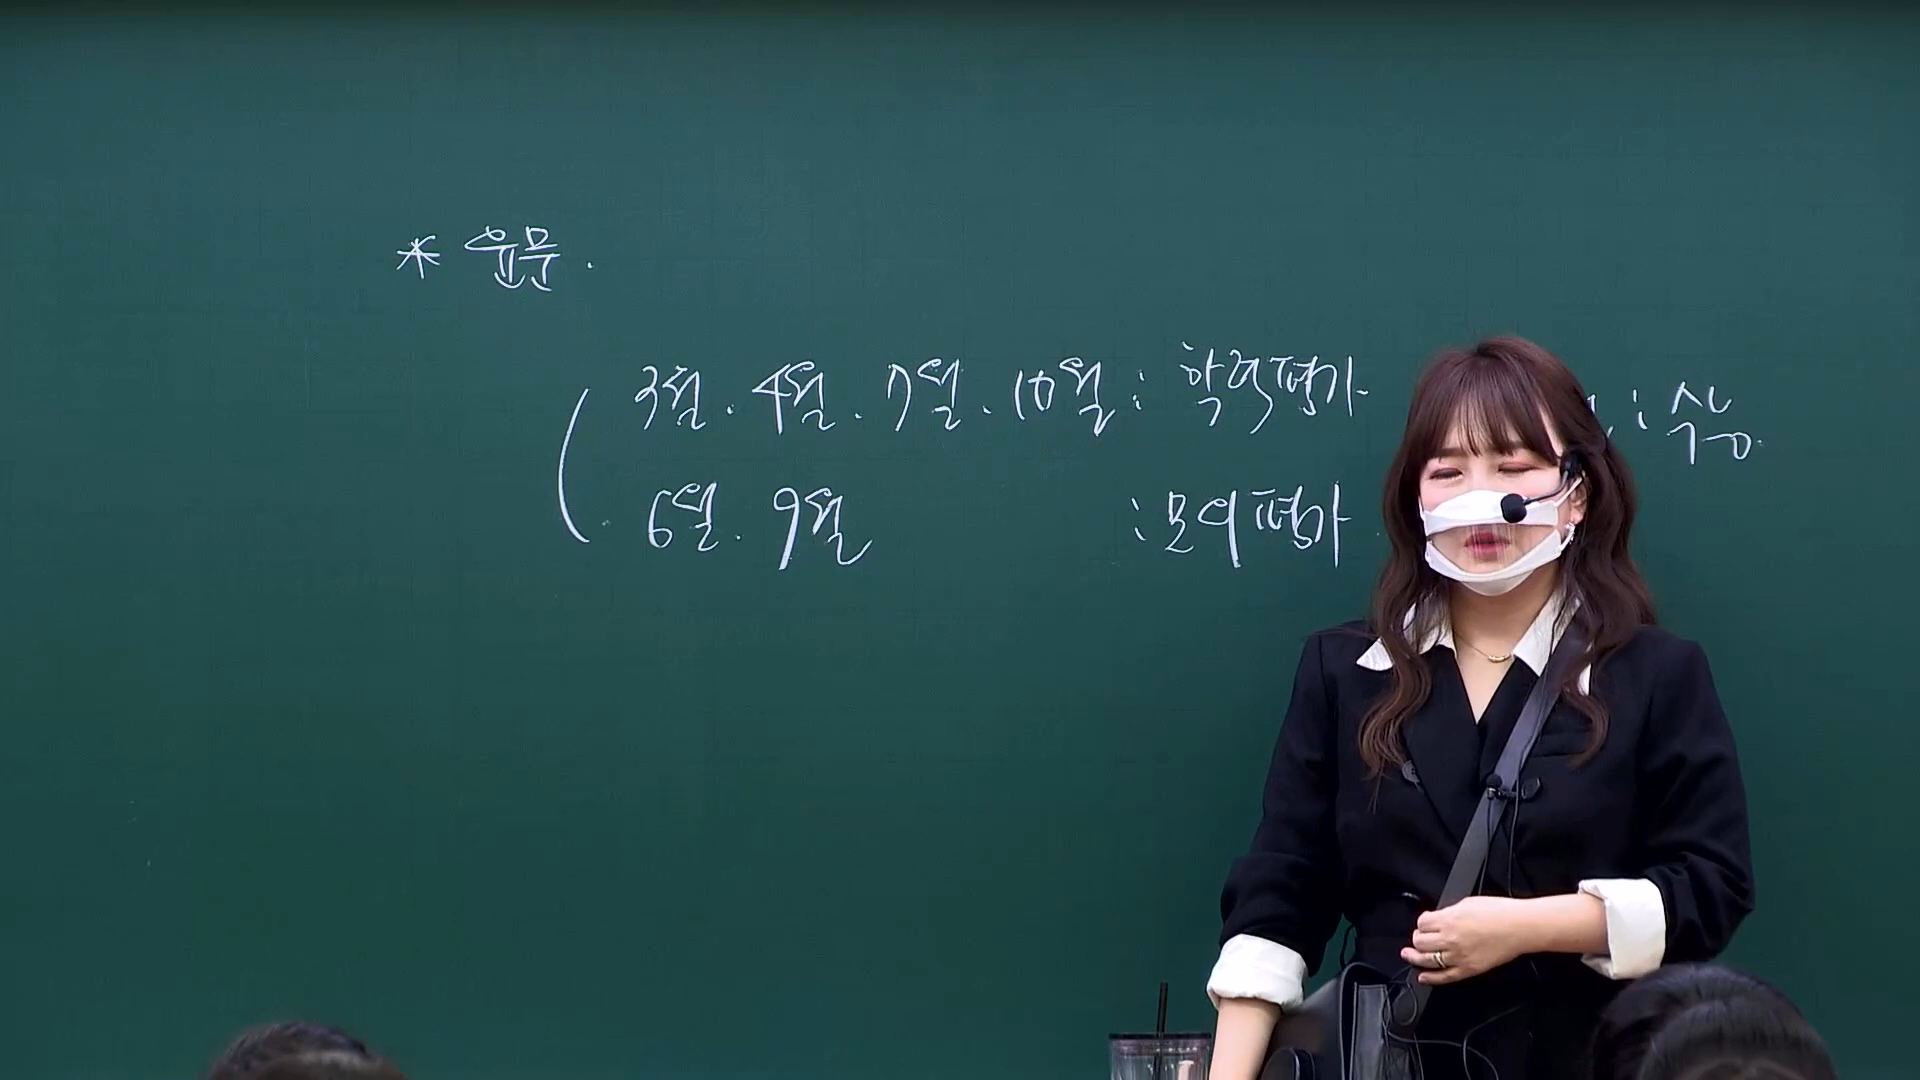 * 윤문.
3월. 4월. 7월. 10월 : 학력평가 : 수능.
6월. 9월 : 모의평가